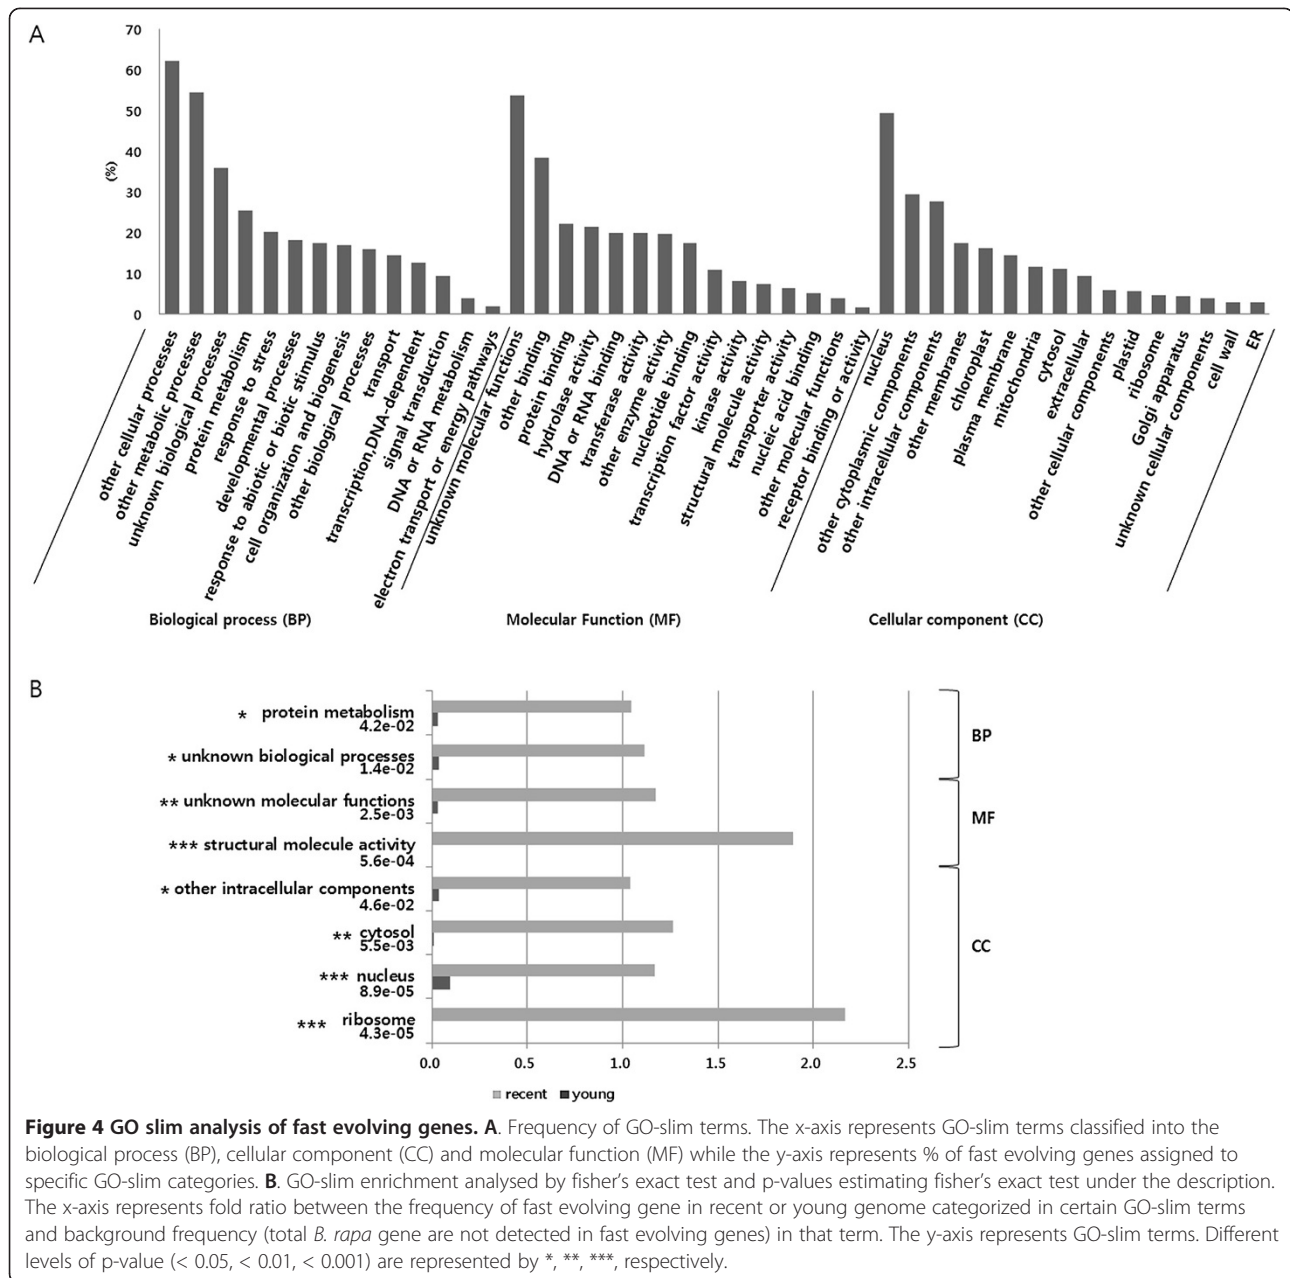 A
70
60
50
40
30
20
10
0
(%)
other cellular processes
other metabolic processes
unknown biological processes
protein metabolism
response to stress
developmental processes
response to abiotic or biotic stimulus
cell organization and biogenesis
other biological processes
transport
transcription,DNA-dependent
signal transduction
DNA or RNA metabolism
electron transport or energy pathways
unknown molecular functions
other binding
protein binding
hydrolase activity
DNA or RNA binding
transferase activity
other enzyme activity
nucleotide binding
transcription factor activity
kinase activity
structural molecule activity
transporter activity
nucleic acid binding
other molecular functions
receptor binding or activity
nucleus
other cytoplasmic components
other intracellular components
other membranes
chloroplast
plasma membrane
mitochondria
cytosol
extracellular
other cellular components
plastid
ribosome
Golgi apparatus
unknown cellular components
cell wall
ER
Biological process (BP)
Molecular Function (MF)
Cellular component (CC)
B
* protein metabolism
4.2e-02
* unknown biological processes
1.4e-02
** unknown molecular functions
2.5e-03
*** structural molecule activity
5.6e-04
* other intracellular components
4.6e-02
** cytosol
5.5e-03
*** nucleus
8.9e-05
*** ribosome
4.3e-05
BP
MF
CC
0.0 0.5 1.0 1.5 2.0 2.5
recent young
Figure 4 GO slim analysis of fast evolving genes. A. Frequency of GO-slim terms. The x-axis represents GO-slim terms classified into the
biological process (BP), cellular component (CC) and molecular function (MF) while the y-axis represents % of fast evolving genes assigned to
specific GO-slim categories. B. GO-slim enrichment analysed by fisher's exact test and p-values estimating fisher's exact test under the description.
The x-axis represents fold ratio between the frequency of fast evolving gene in recent or young genome categorized in certain GO-slim terms
and background frequency (total B. rapa gene are not detected in fast evolving genes) in that term. The y-axis represents GO-slim terms. Different
levels of p-value (< 0.05, < 0.01, < 0.001) are represented by *, **, ***, respectively.